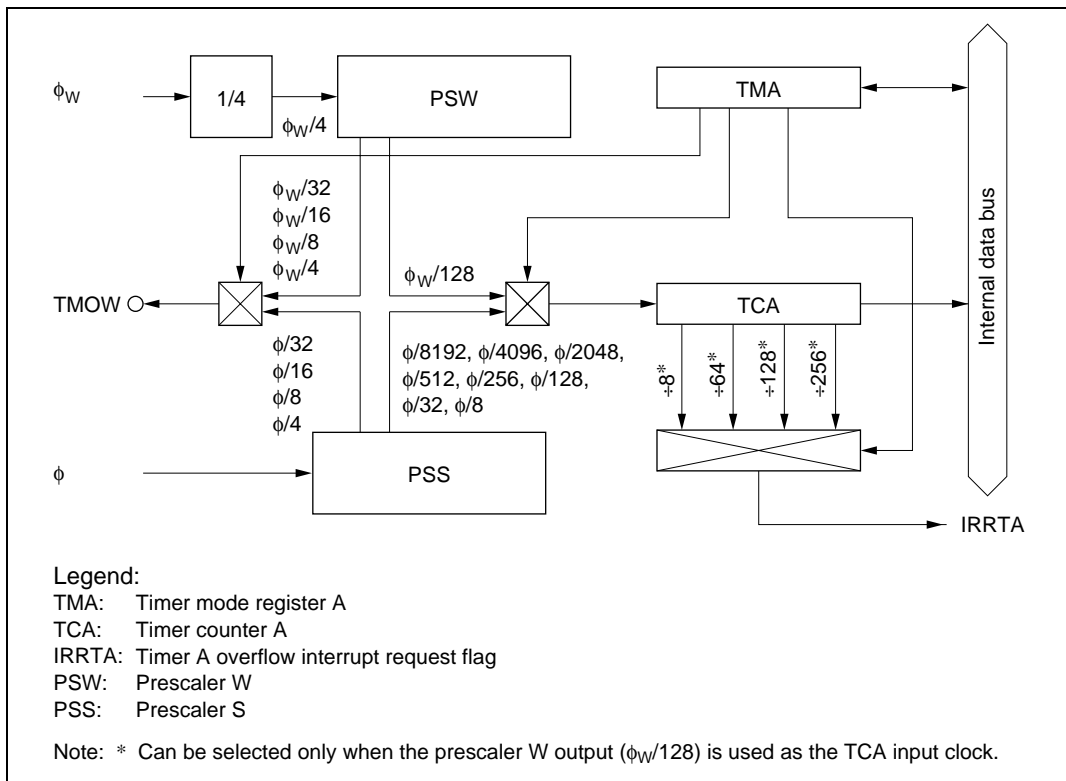 ϕW
1/4
PSW
TMA
ϕW/4
ϕW/32
ϕW/16
ϕW/8
ϕW/4
ϕW/128
TMOW
TCA
Internal data bus
ϕ/32
ϕ/16
ϕ/8
ϕ/4
ϕ/8192, ϕ/4096, ϕ/2048,
ϕ/512, ϕ/256, ϕ/128,
ϕ/32, ϕ/8
÷8*
÷64*
÷128*
÷256*
ϕ
PSS
IRRTA
Legend:
TMA: Timer mode register A
TCA: Timer counter A
IRRTA: Timer A overflow interrupt request flag
PSW: Prescaler W
PSS: Prescaler S
Note: * Can be selected only when the prescaler W output (ϕW/128) is used as the TCA input clock.